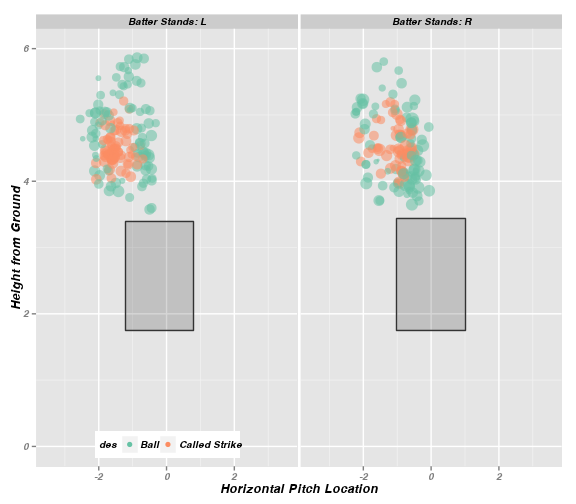 Batter Stands: L
Batter Stands: R
Height from Ground
6
4
2
0
des Ball Called Strike
-2 0 2
-2 0 2
Horizontal Pitch Location